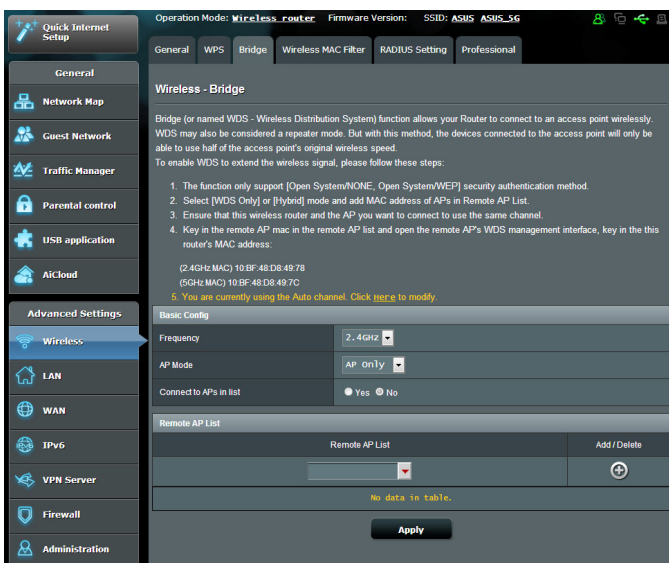 Quick Internet
Setup
Operation Mode: Wireless router Firmware Version: SSID: ASUS ASUS_5G
General WPS Bridge Wireless MAC Filter RADIUS Setting Professional
General
Network Map
Guest Network
Traffic Manager
Parental control
USB application
AiCloud
Advanced Settings
Wireless
LAN
WAN
IPv6
VPN Server
Firewall
Administration
Wireless - Bridge
Bridge (or named WDS - Wireless Distribution System) function allows your Router to connect to an access point wirelessly.
WDS may also be considered a repeater mode. But with this method, the devices connected to the access point will only be
able to use half of the access point's original wireless speed.
To enable WDS to extend the wireless signal, please follow these steps:
1. The function only support [Open System/NONE, Open System/WEP] security authentication method.
2. Select [WDS Only] or [Hybrid] mode and add MAC address of APs in Remote AP List.
3. Ensure that this wireless router and the AP you want to connect to use the same channel.
4. Key in the remote AP mac in the remote AP list and open the remote AP's WDS management interface, key in the this
router's MAC address:
(2.4GHz MAC) 10:BF:48:D8:49:78
(5GHz MAC) 10:BF:48:D8:49:7C
5. You are currently using the Auto channel. Click Here to modify.
Basic Config
Frequency 2.4GHz
AP Mode AP Only
Connect to APs in list Yes No
Remote AP List
Remote AP List Add / Delete
No data in table.
Apply